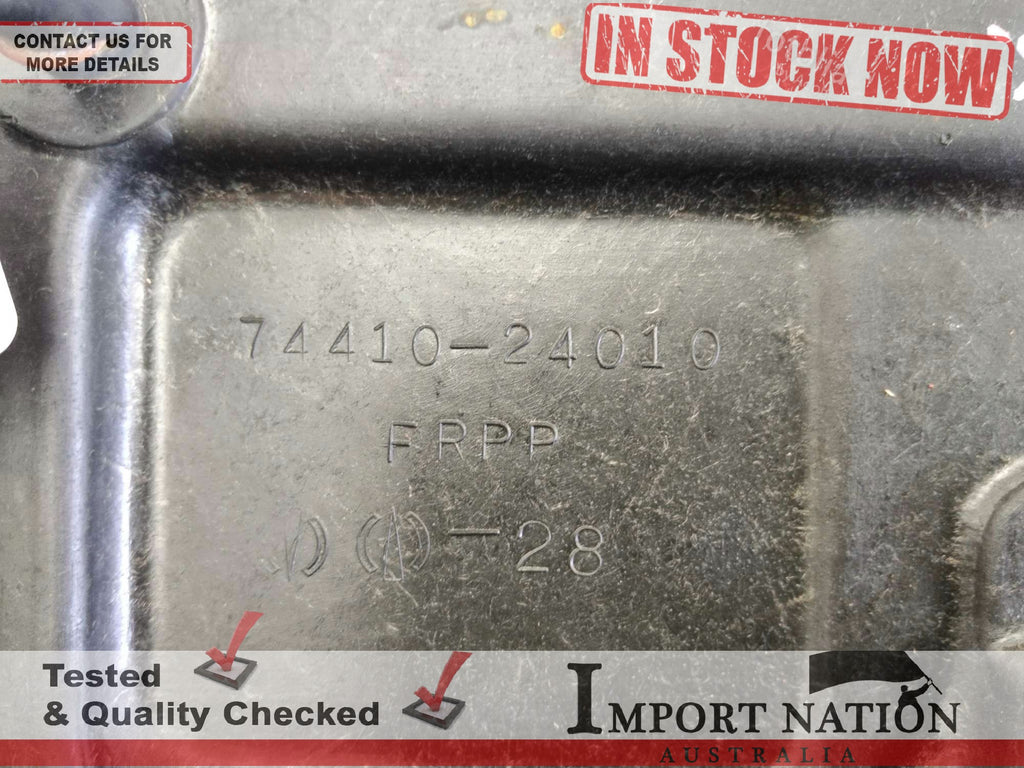 CONTACT US FOR
MORE DETAILS
IN STOCK NOW
74410-24010
FRPP
-28
Tested
& Quality Checked
IMPORT NATION
AUSTRALIA